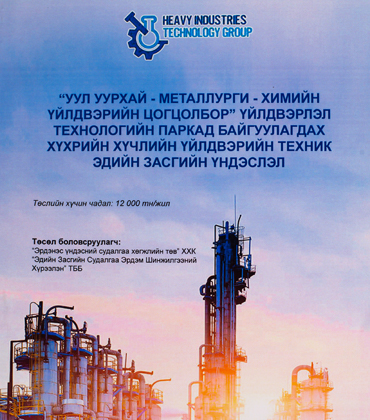 HEAVY INDUSTRIES
TECHNOLOGY GROUP
“УУЛ УУРХАЙ - МЕТАЛЛУРГИ - ХИМИЙН
ҮЙЛДВЭРИЙН ЦОГЦОЛБОР” ҮЙЛДВЭРЛЭЛ
ТЕХНОЛОГИЙН ПАРКАД БАЙГУУЛАГДАХ
ХҮХРИЙН ХҮЧЛИЙН ҮЙЛДВЭРИЙН ТЕХНИК
ЭДИЙН ЗАСГИЙН ҮНДЭСЛЭЛ
Төслийн хүчин чадал: 12 000 тн/жил
Төсөл боловсруулагч:
“Эрдэнэс үндэсний судалгаа хөгжлийн төв” ХХК
“Эдийн Засгийн Судалгаа Эрдэм Шинжилгээний
Хүрээлэн” ТББ